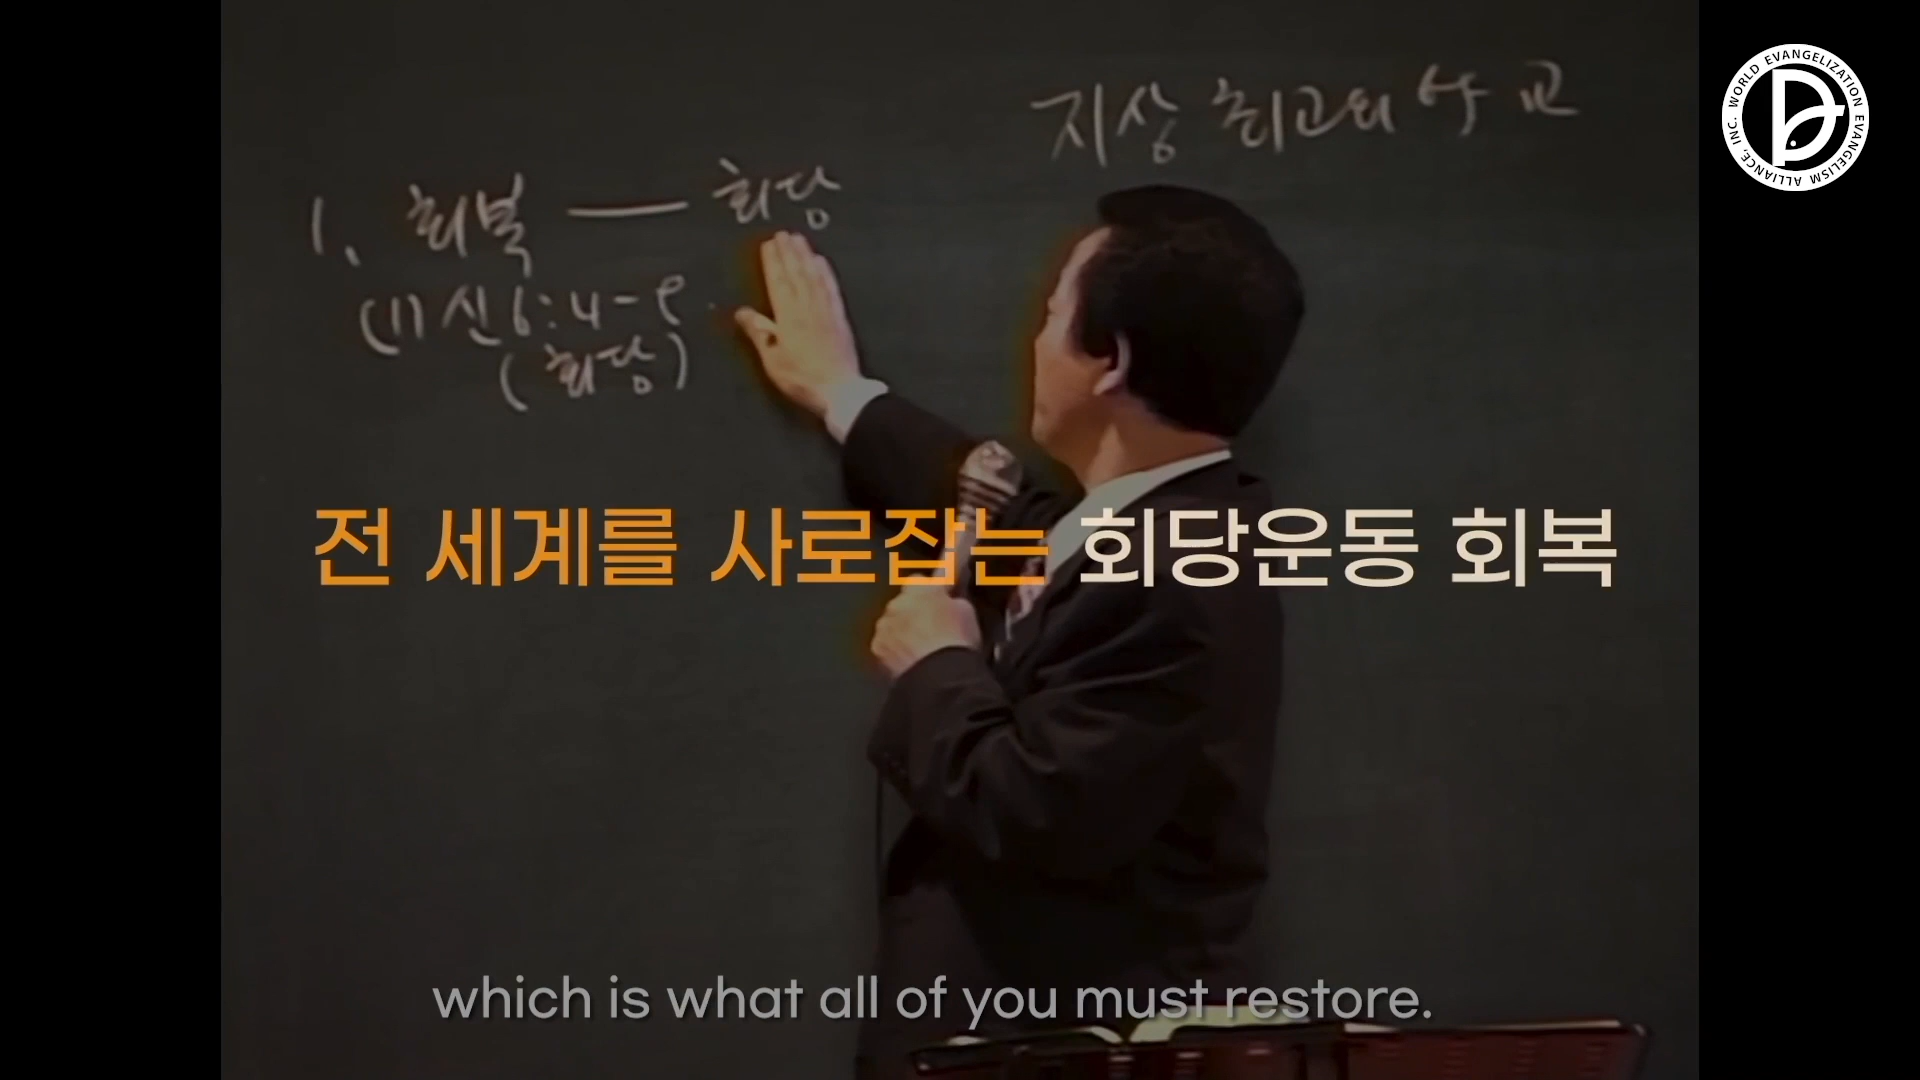 지상 최고의 수교
1. 회복 — 회당
(1) 신6:4-9.
(회당)
전 세계를 사로잡는 회당운동 회복
which is what all of you must restore.
WORLD EVANGELIZATION EVANGELISM ALLIANCE, INC.